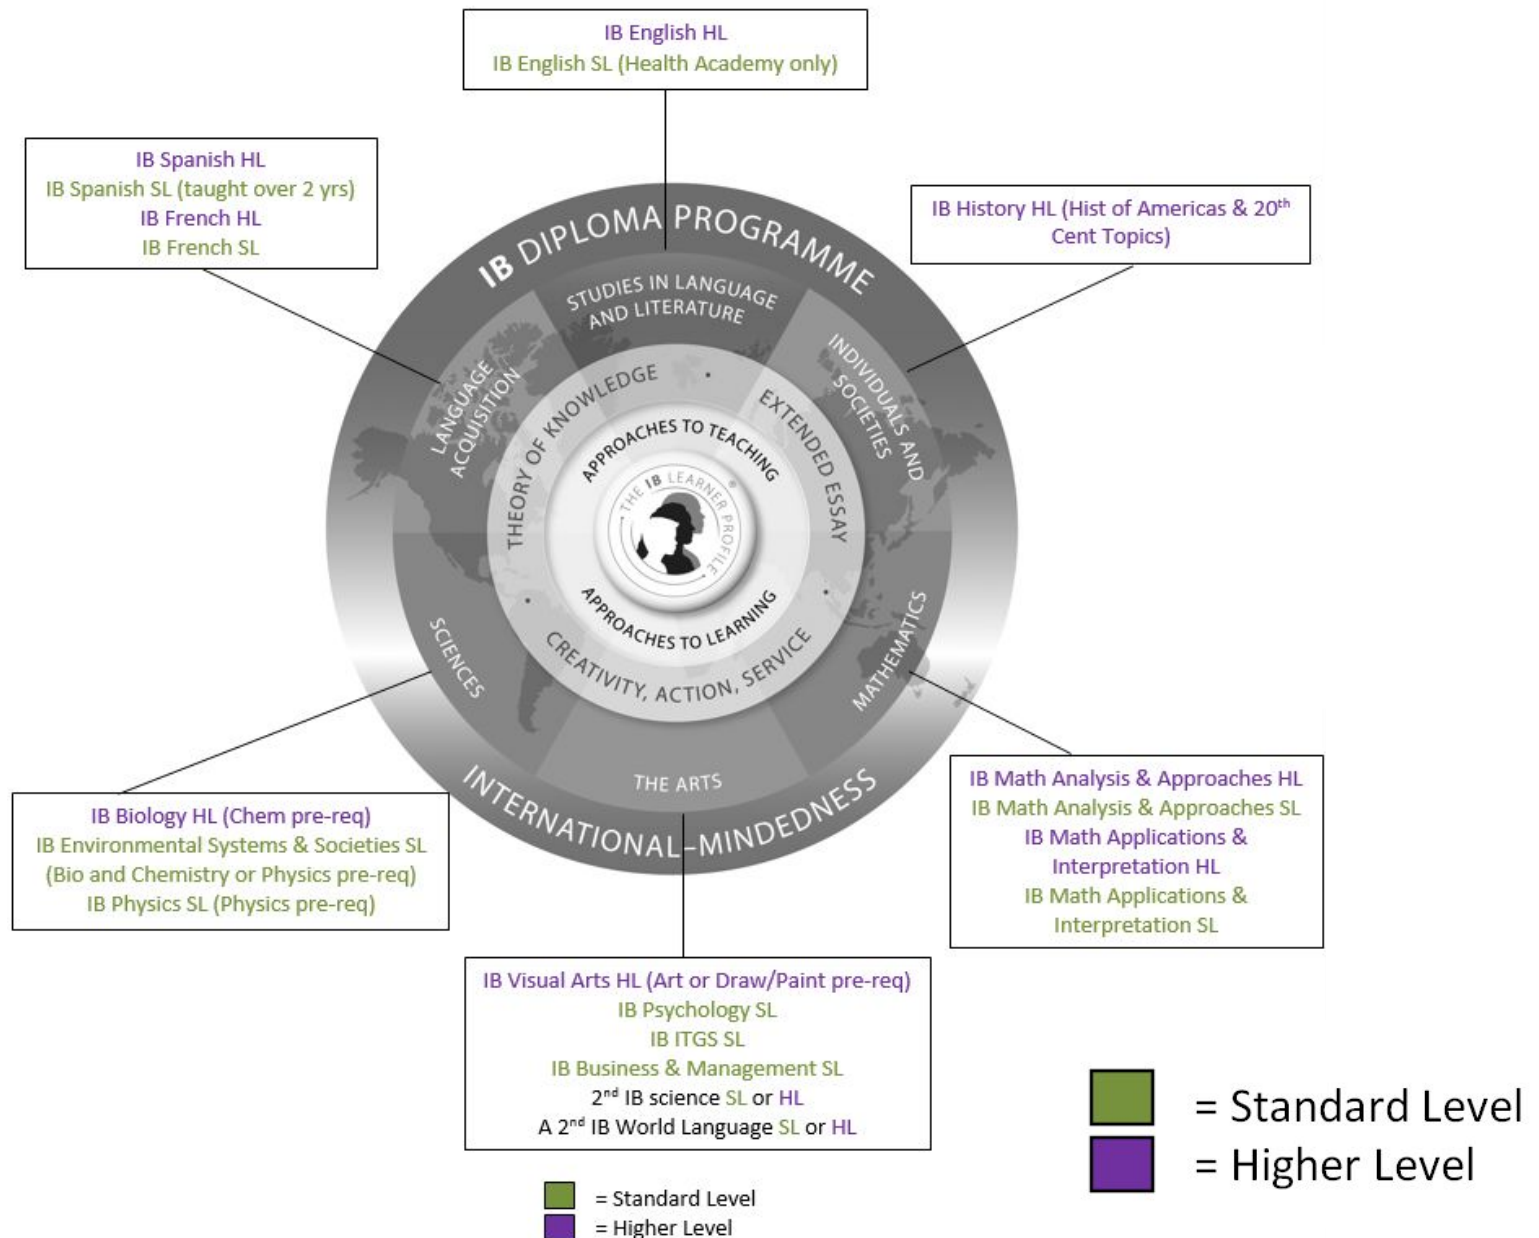 IB English HL
IB English SL (Health Academy only)
IB Spanish HL
IB Spanish SL (taught over 2 yrs)
IB French HL
IB French SL
IB History HL (Hist of Americas & 20th
Cent Topics)
IB DIPLOMA PROGRAMME
STUDIES IN LANGUAGE
AND LITERATURE
LANGUAGE
ACQUISITION
INDIVIDUALS AND
SOCIETIES
THEORY OF KNOWLEDGE
EXTENDED ESSAY
APPROACHES TO TEACHING
THE IB LEARNER PROFILE
®
APPROACHES TO LEARNING
CREATIVITY, ACTION, SERVICE
SCIENCES
MATHEMATICS
THE ARTS
INTERNATIONAL-MINDEDNESS
IB Biology HL (Chem pre-req)
IB Environmental Systems & Societies SL
(Bio and Chemistry or Physics pre-req)
IB Physics SL (Physics pre-req)
IB Math Analysis & Approaches HL
IB Math Analysis & Approaches SL
IB Math Applications &
Interpretation HL
IB Math Applications &
Interpretation SL
IB Visual Arts HL (Art or Draw/Paint pre-req)
IB Psychology SL
IB ITGS SL
IB Business & Management SL
2nd IB science SL or HL
A 2nd IB World Language SL or HL
= Standard Level
= Higher Level
= Standard Level
= Higher Level